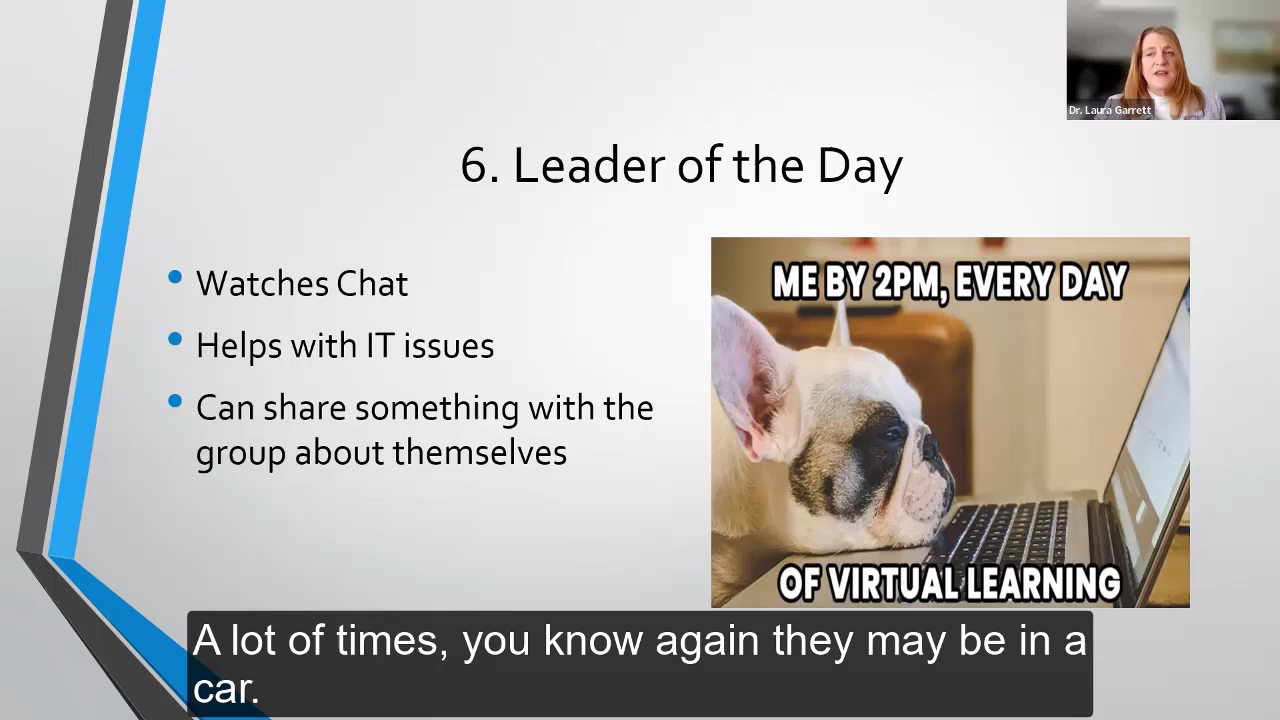 Dr. Laura Garrett
6. Leader of the Day
Watches Chat
Helps with IT issues
Can share something with the
group about themselves
ME BY 2PM, EVERY DAY
OF VIRTUAL LEARNING
A lot of times, you know again they may be in a
car.